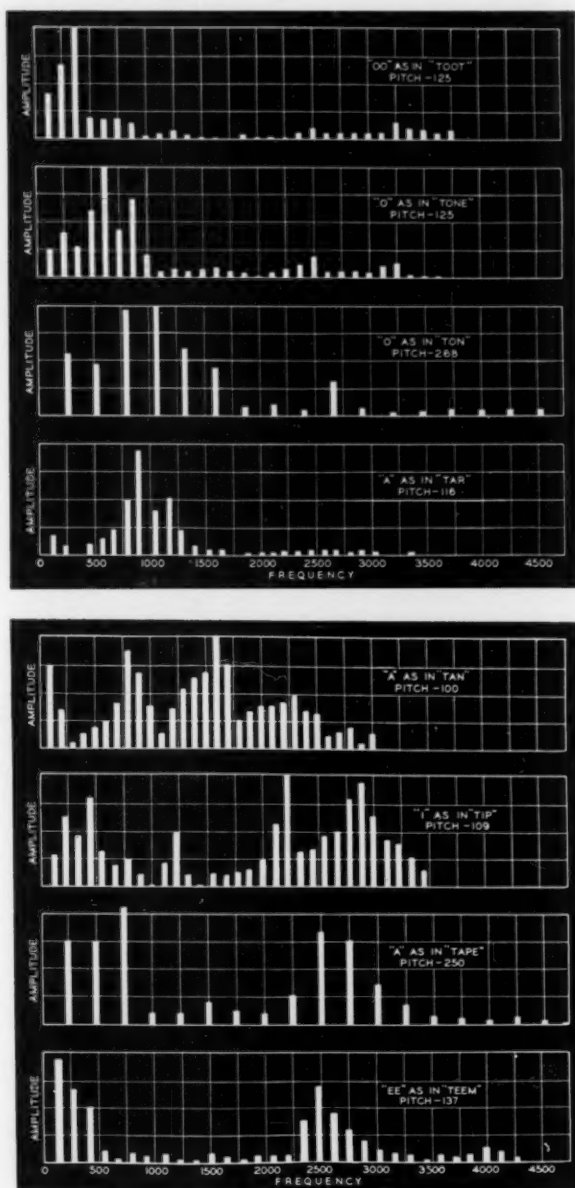 AMPLITUDE
"OO" AS IN "TOOT"
PITCH-125
AMPLITUDE
"O" AS IN "TONE"
PITCH-125
AMPLITUDE
"O" AS IN "TON"
PITCH-268
AMPLITUDE
"A" AS IN "TAR"
PITCH-116
0 500 1000 1500 2000 2500 3000 3500 4000 4500
FREQUENCY
AMPLITUDE
"A" AS IN "TAN"
PITCH-100
AMPLITUDE
"I" AS IN "TIP"
PITCH-109
AMPLITUDE
"A" AS IN "TAPE"
PITCH-250
AMPLITUDE
"EE" AS IN "TEEM"
PITCH-137
0 500 1000 1500 2000 2500 3000 3500 4000 4500
FREQUENCY